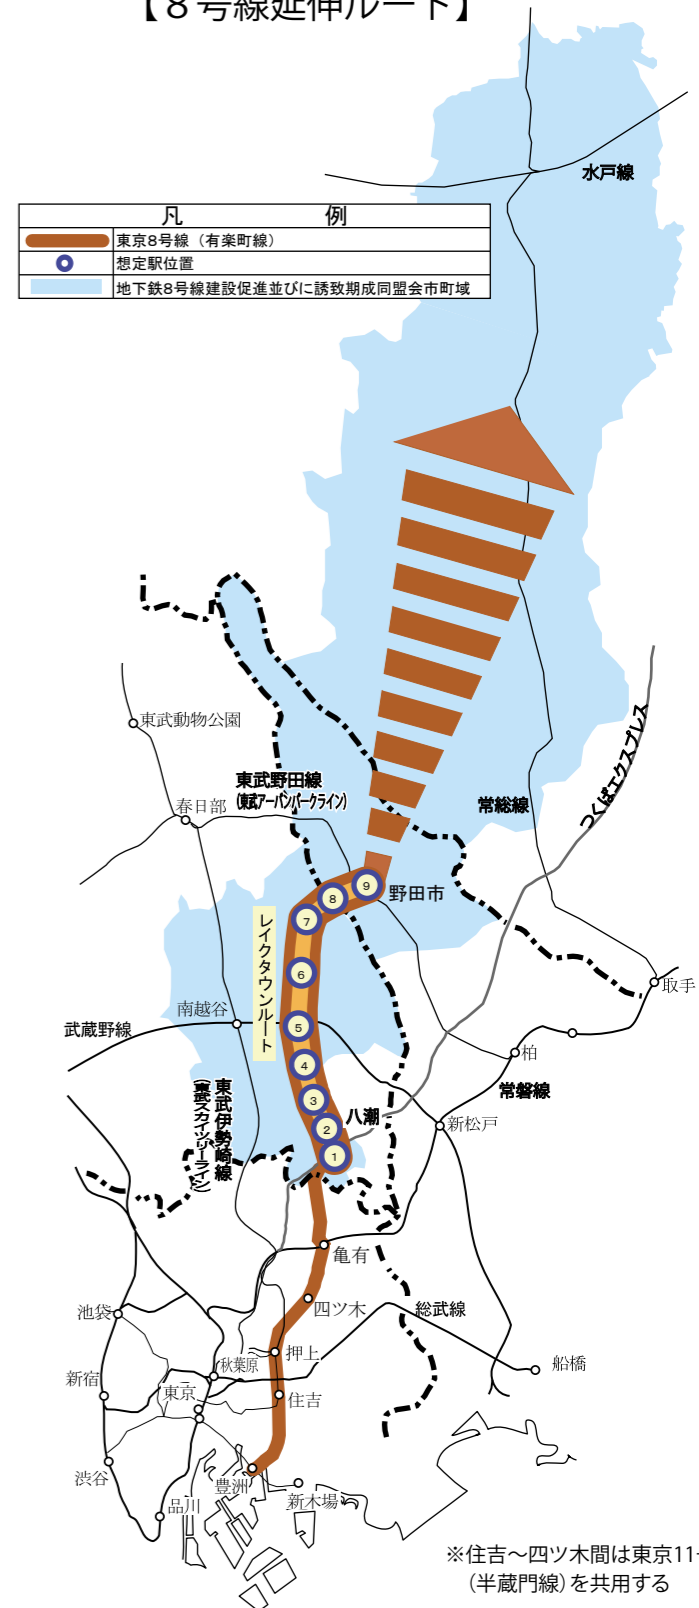 【８号線延伸ルート】
水戸線
凡 例
東京8号線（有楽町線）
想定駅位置
地下鉄8号線建設促進並びに誘致期成同盟会市町域
つくばエクスプレス
東武動物公園
東武野田線
(東武アーバンパークライン)
常総線
春日部
9
野田市
8
7
レイクタウンルート
6
取手
南越谷
5
武蔵野線
柏
4
常磐線
東武伊勢崎線
(東武スカイツリーライン)
3
八潮
2
新松戸
1
亀有
四ツ木
総武線
池袋
押上
秋葉原
船橋
新宿
東京
住吉
渋谷
豊洲
新木場
品川
※住吉～四ツ木間は東京11
(半蔵門線)を共用する